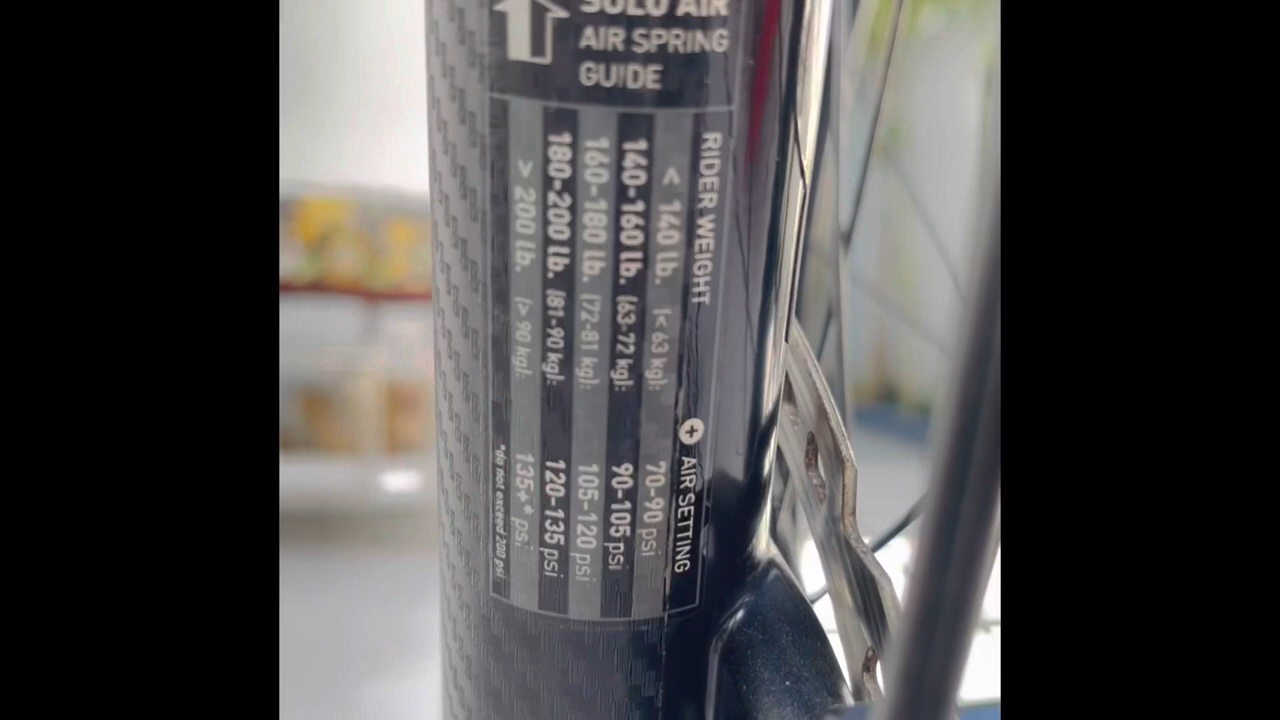 SOLO AIR
AIR SPRING
GUIDE
RIDER WEIGHT + AIR SETTING
< 140 lb. (< 63 kg): 70-90 psi
140-160 lb. (63-72 kg): 90-105 psi
160-180 lb. (72-81 kg): 105-120 psi
180-200 lb. (81-90 kg): 120-135 psi
> 200 lb. (> 90 kg): 135+* psi
*do not exceed 200 psi